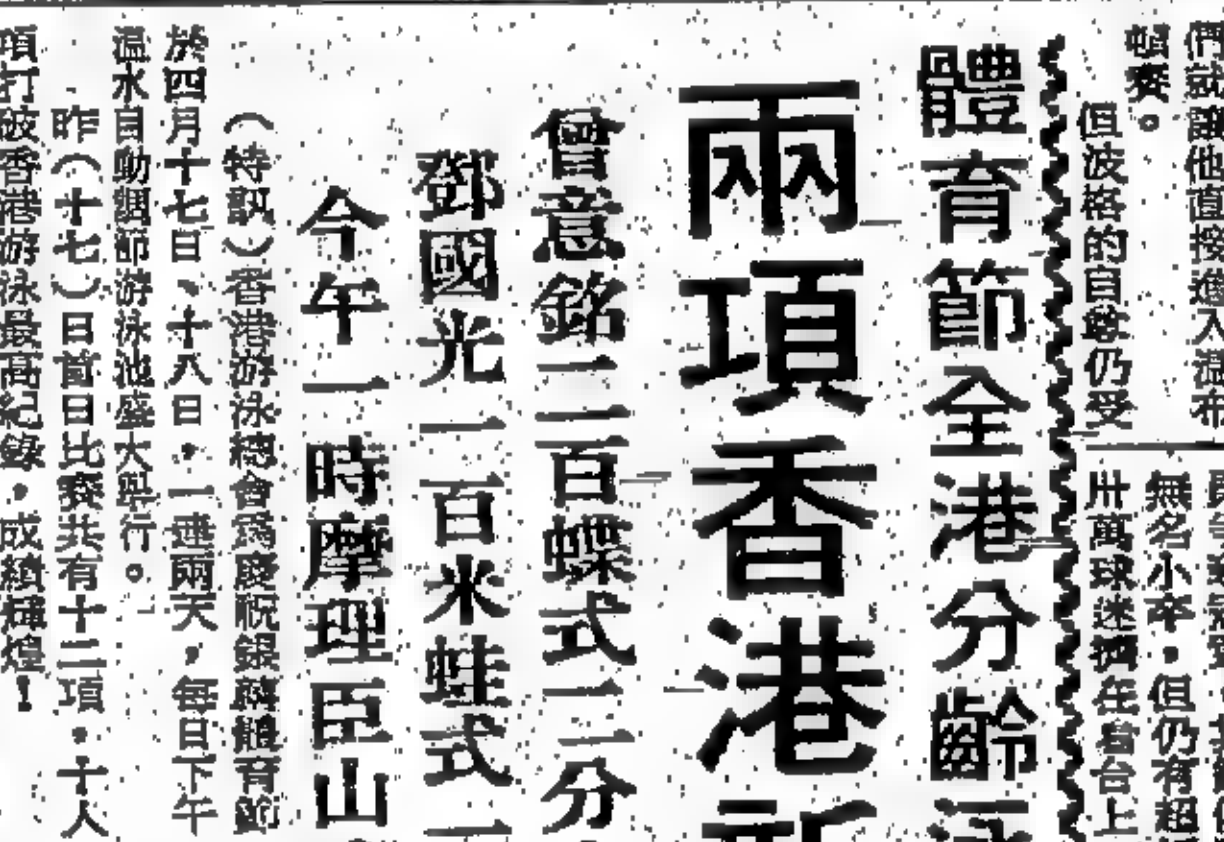 們就讓他直接進入溫布
頓賽。
但波格的自尊仍受
無名小卒，但仍有超
卅萬球迷擠在看台上
體育節全港分齡泳
兩項香港新
曾意銘二百蝶式二分
鄧國光一百米蛙式一
今午一時摩理臣山
（特訊）香港游泳總會爲慶祝銀禧體育節
於四月十七日、十八日，一連兩天，每日下午
溫水自動調節游泳池盛大舉行。
昨（十七）日首日比賽共有十二項，十人
項打破香港游泳最高紀錄，成績輝煌！